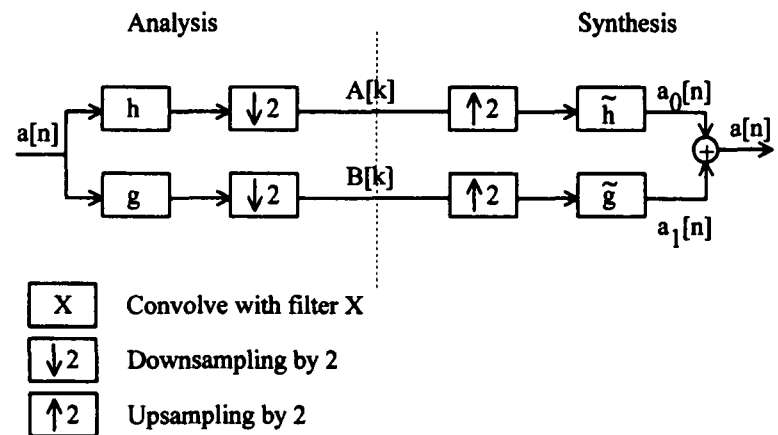 Analysis Synthesis
a[n] h ↓2 A[k] ↑2 h̃ a₀[n] a[n]
g ↓2 B[k] ↑2 g̃ a₁[n]
+
X Convolve with filter X
↓2 Downsampling by 2
↑2 Upsampling by 2